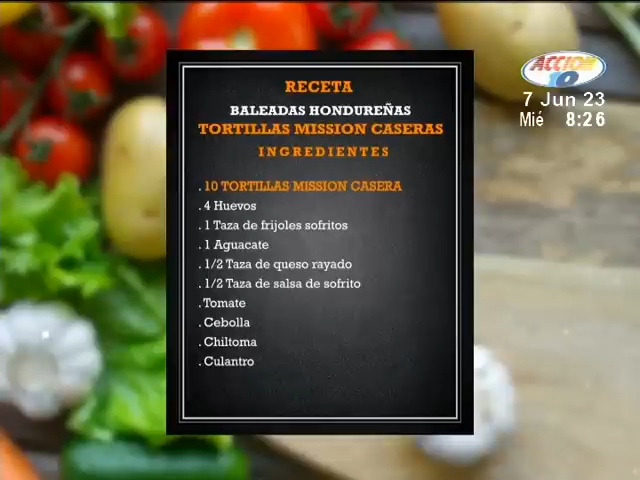 RECETA
BALEADAS HONDUREÑAS
TORTILLAS MISSION CASERAS
INGREDIENTES
. 10 TORTILLAS MISSION CASERA
. 4 Huevos
. 1 Taza de frijoles sofritos
. 1 Aguacate
. 1/2 Taza de queso rayado
. 1/2 Taza de salsa de sofrito
. Tomate
. Cebolla
. Chiltoma
. Culantro
ACCION
10
7 Jun 23
Mié 8:26